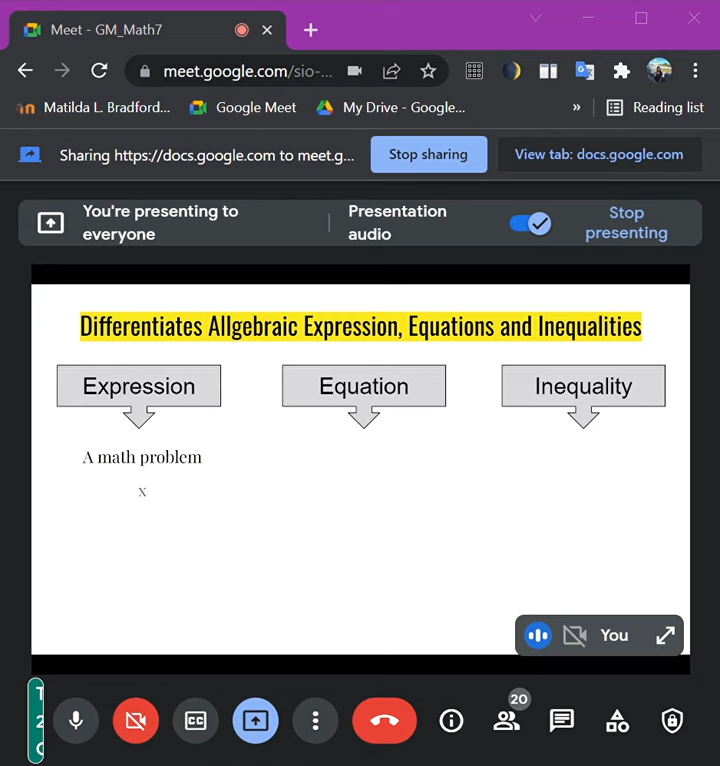 Meet - GM_Math7
meet.google.com/sio-...
Matilda L. Bradford...
Google Meet
My Drive - Google...
»
Reading list
Sharing https://docs.google.com to meet.g...
Stop sharing
View tab: docs.google.com
You're presenting to
everyone
Presentation
audio
Stop
presenting
Differentiates Allgebraic Expression, Equations and Inequalities
Expression
Equation
Inequality
A math problem
x
You
20
T
2
CC